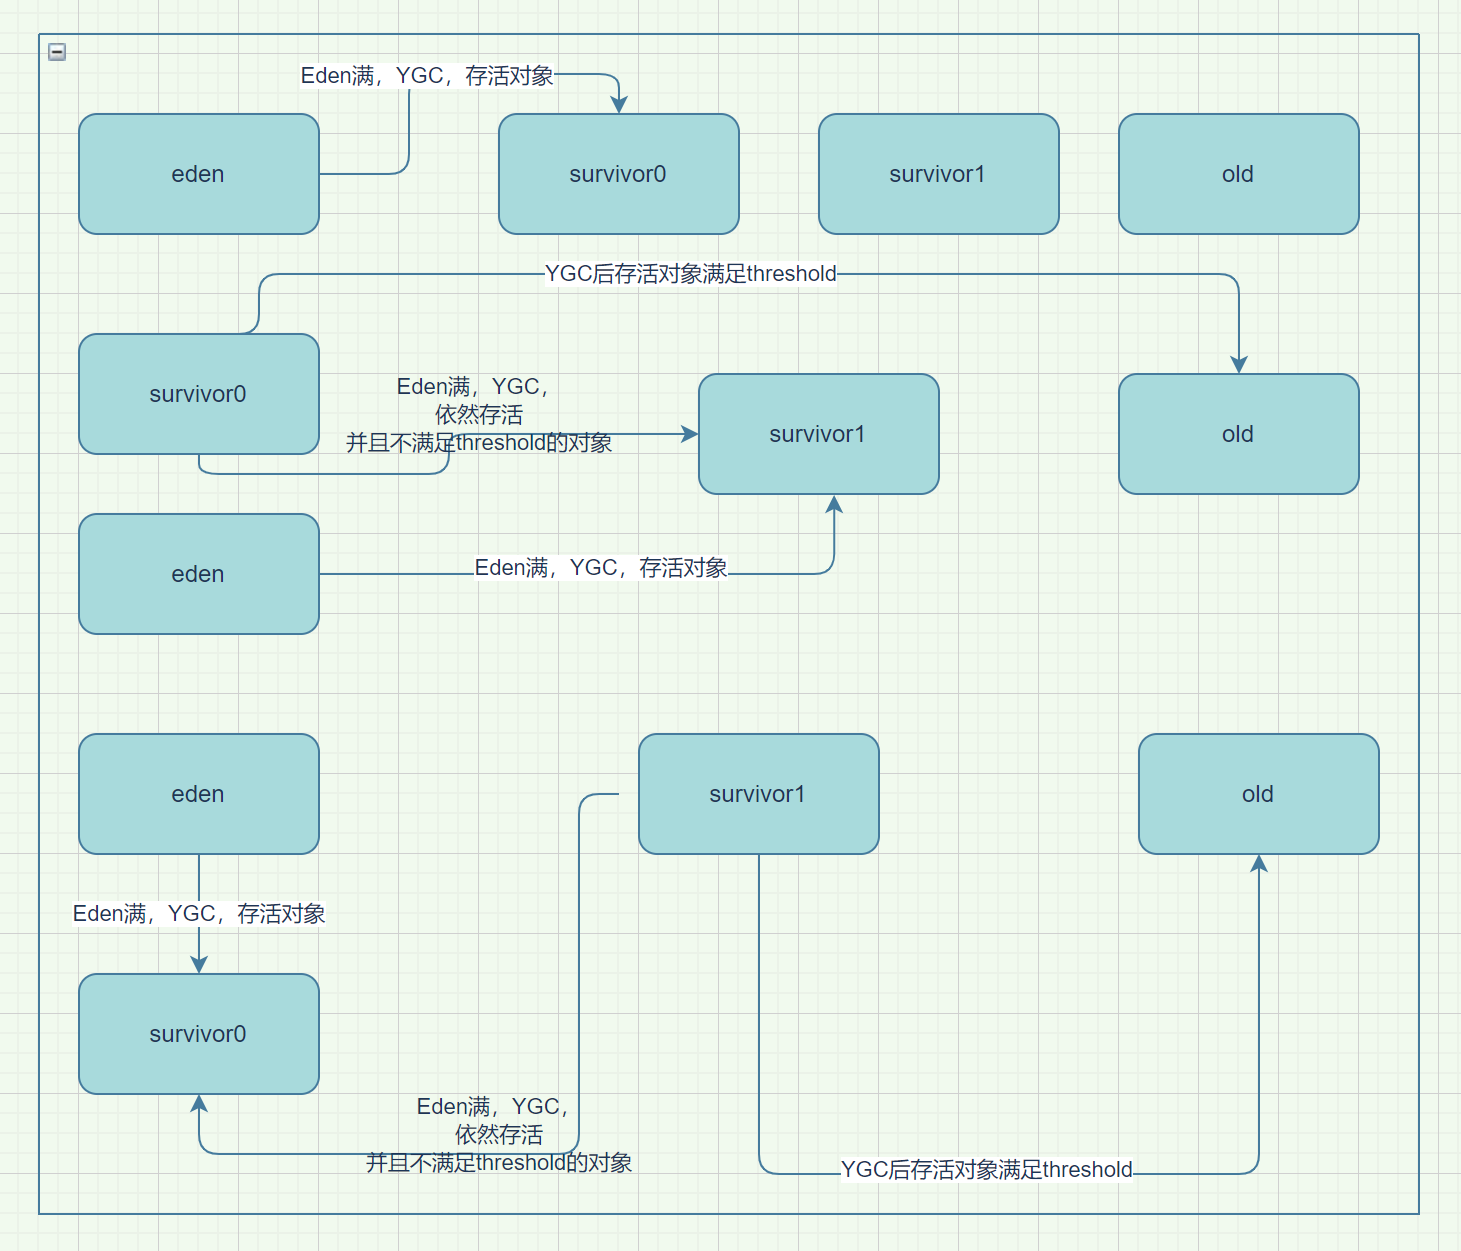 Eden满，YGC，存活对象
eden
survivor0
survivor1
old
YGC后存活对象满足threshold
survivor0
Eden满，YGC，
依然存活
并且不满足threshold的对象
survivor1
old
eden
Eden满，YGC，存活对象
eden
survivor1
old
Eden满，YGC，存活对象
survivor0
Eden满，YGC，
依然存活
并且不满足threshold的对象
YGC后存活对象满足threshold